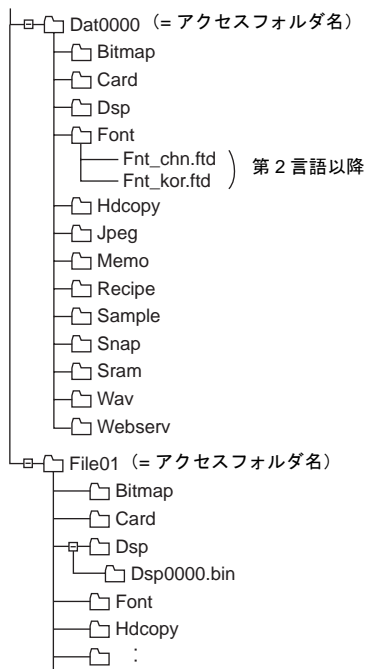 Dat0000（= アクセスフォルダ名）
Bitmap
Card
Dsp
Font
Fnt_chn.ftd
Fnt_kor.ftd
) 第 2 言語以降
Hdcopy
Jpeg
Memo
Recipe
Sample
Snap
Sram
Wav
Webserv
File01（= アクセスフォルダ名）
Bitmap
Card
Dsp
Dsp0000.bin
Font
Hdcopy
：